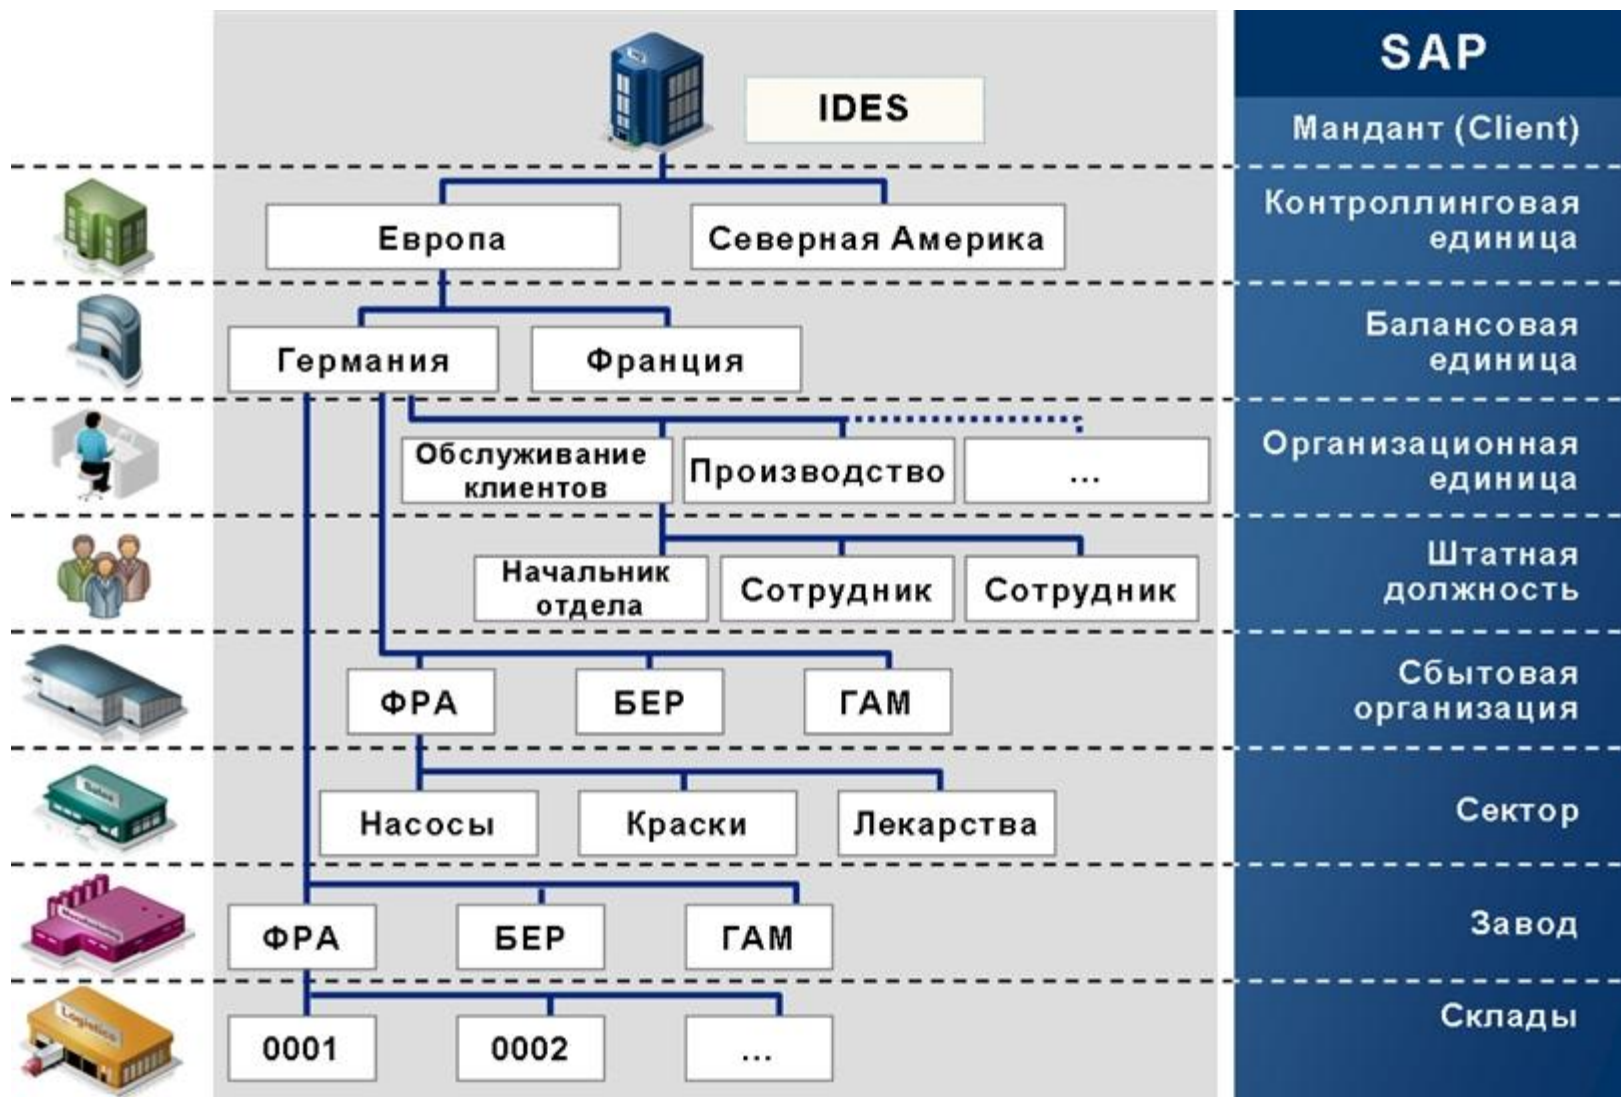 SAP
IDES
Мандант (Client)
Европа
Северная Америка
Контроллинговая
единица
Германия
Франция
Балансовая
единица
Обслуживание
клиентов
Производство
...
Организационная
единица
Начальник
отдела
Сотрудник
Сотрудник
Штатная
должность
ФРА
БЕР
ГАМ
Сбытовая
организация
Sales
Насосы
Краски
Лекарства
Сектор
ФРА
БЕР
ГАМ
Завод
Logistics
0001
0002
...
Склады